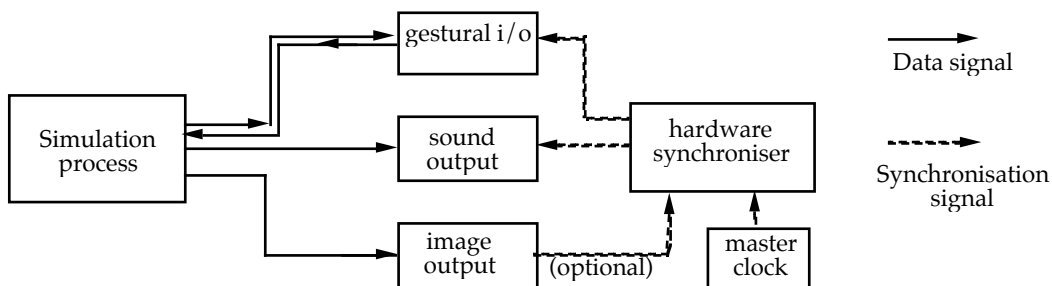 gestural i/o
Simulation
process
sound
output
image
output
(optional)
hardware
synchroniser
master
clock
Data signal
Synchronisation
signal